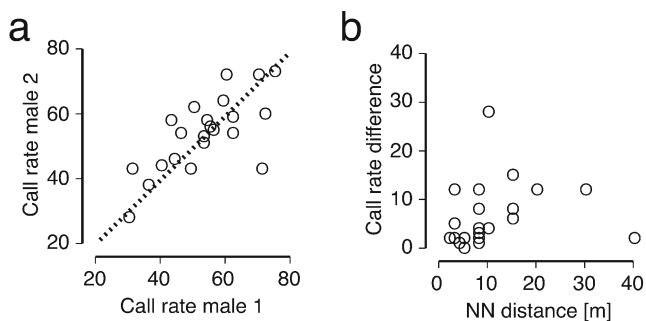 a
Call rate male 2
80
60
40
20
20 40 60 80
Call rate male 1
b
Call rate difference
40
30
20
10
0
0 10 20 30 40
NN distance [m]